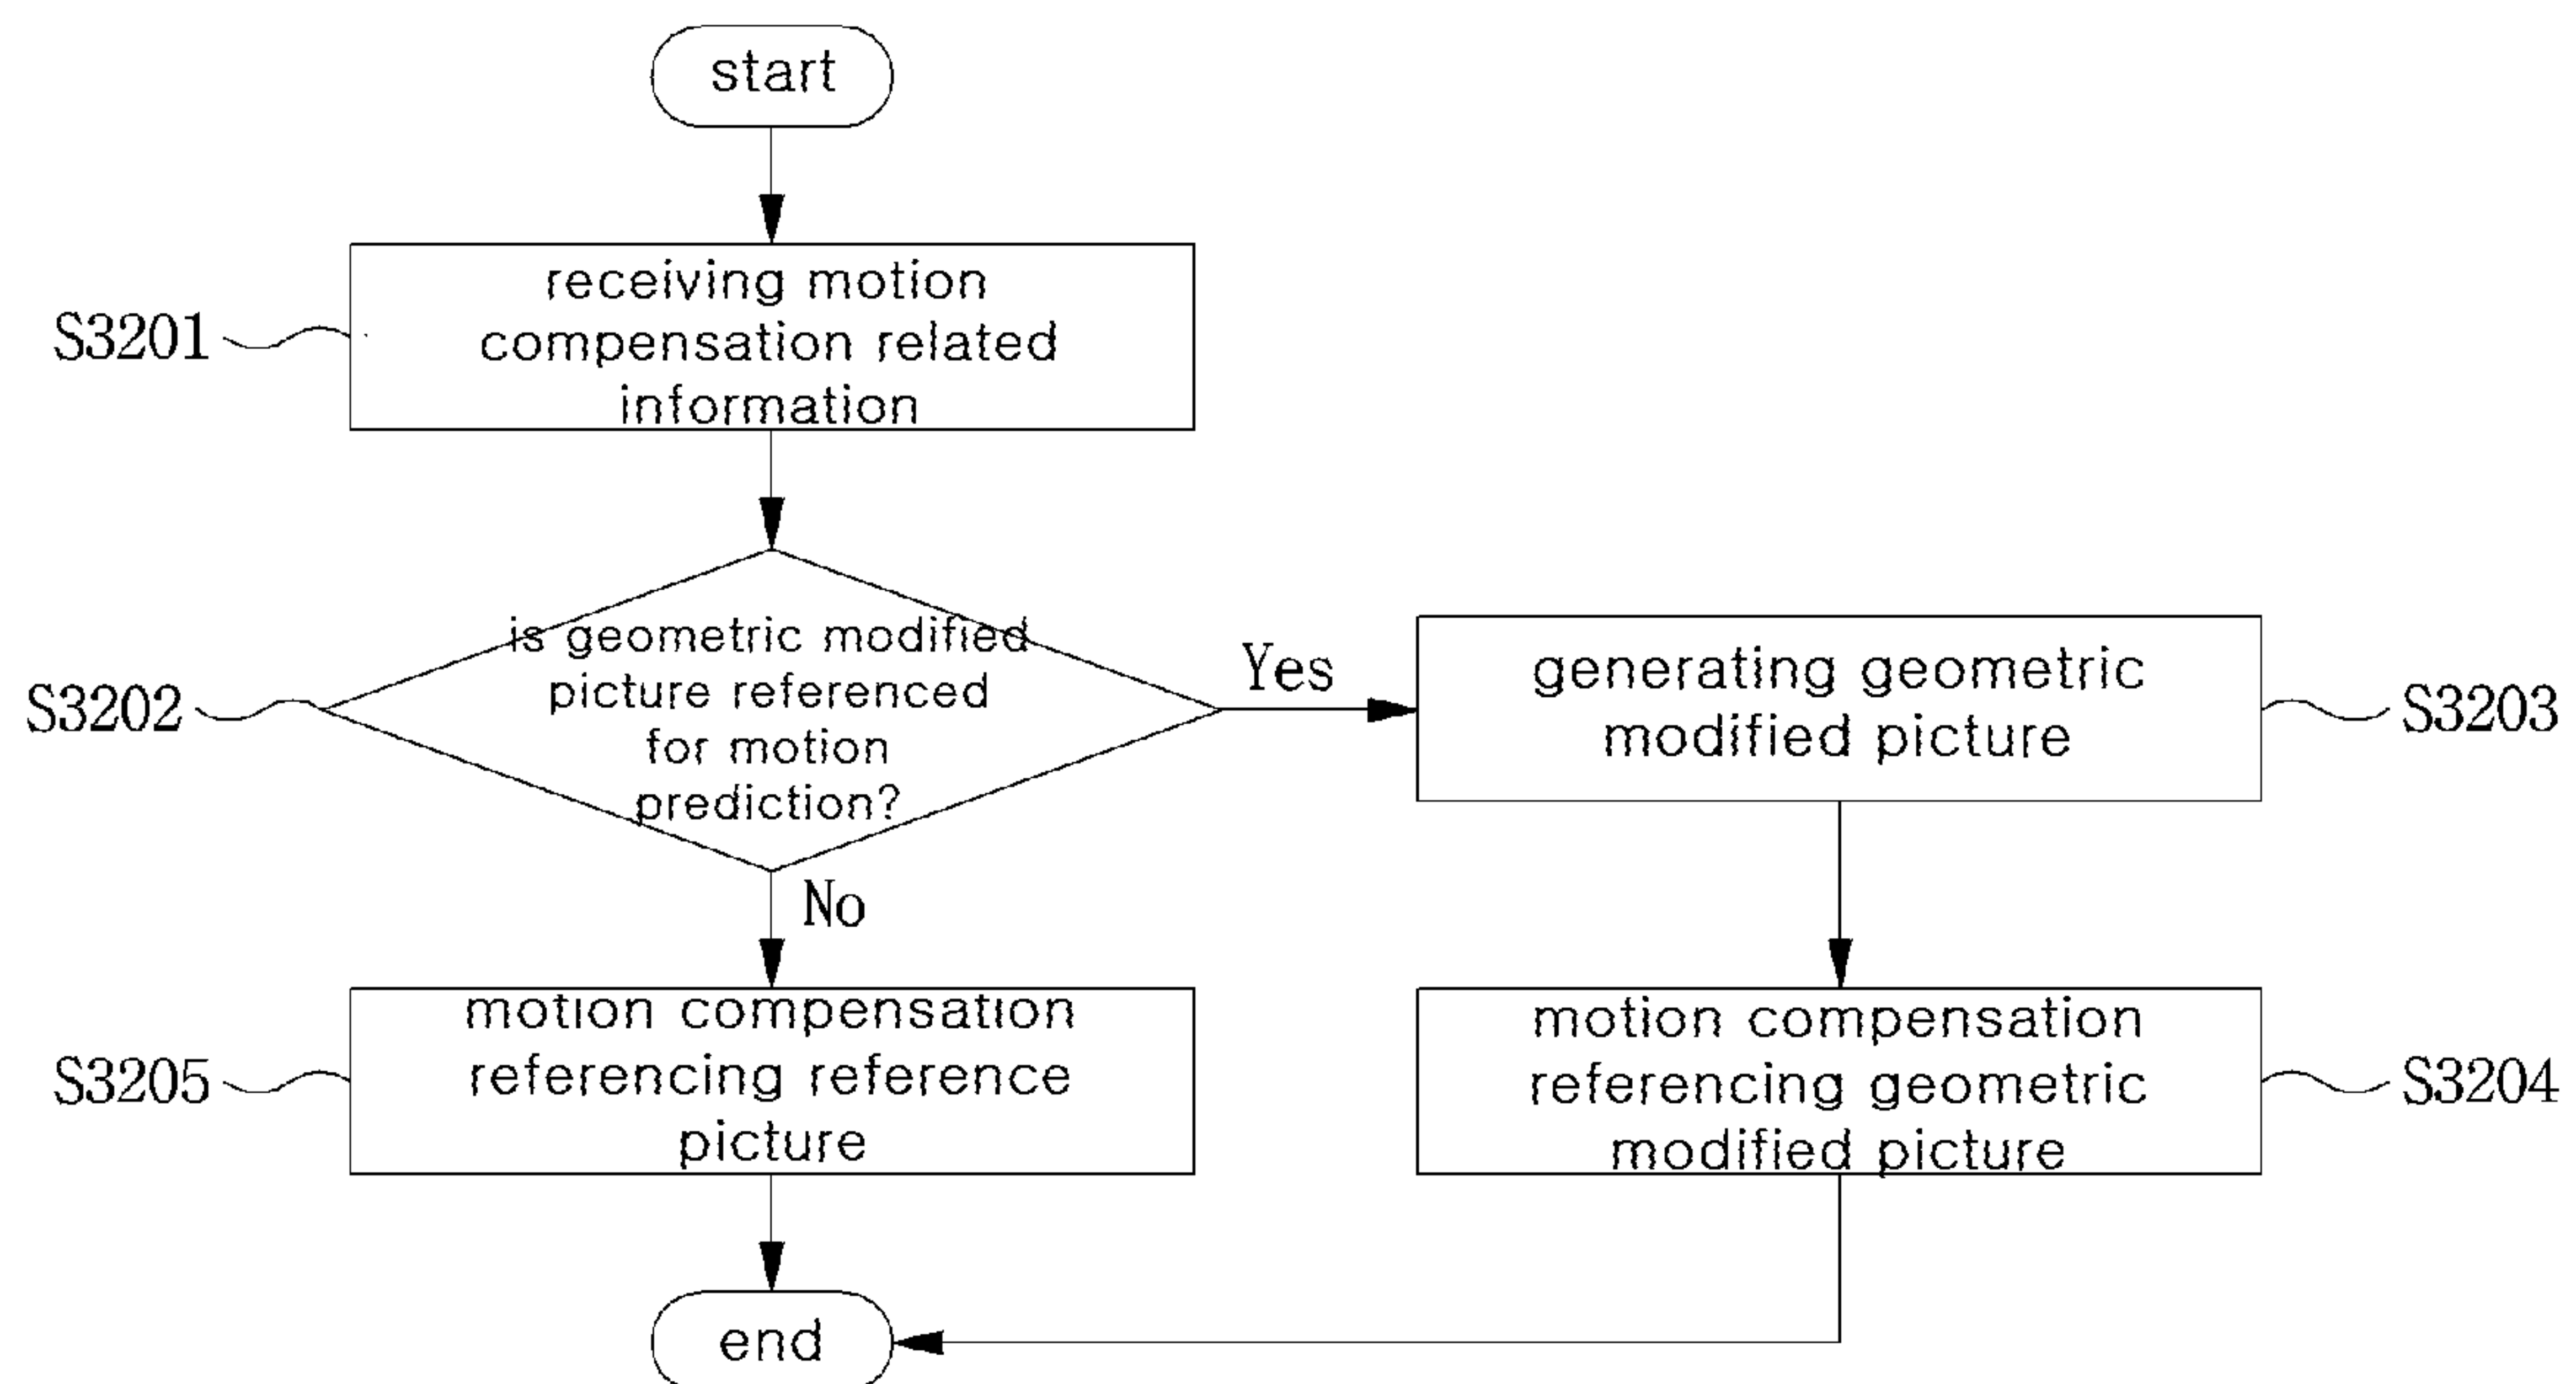 start
S3201
receiving motion
compensation related
information
S3202
is geometric modified
picture referenced
for motion
prediction?
Yes
generating geometric
modified picture
S3203
No
S3205
motion compensation
referencing reference
picture
motion compensation
referencing geometric
modified picture
S3204
end